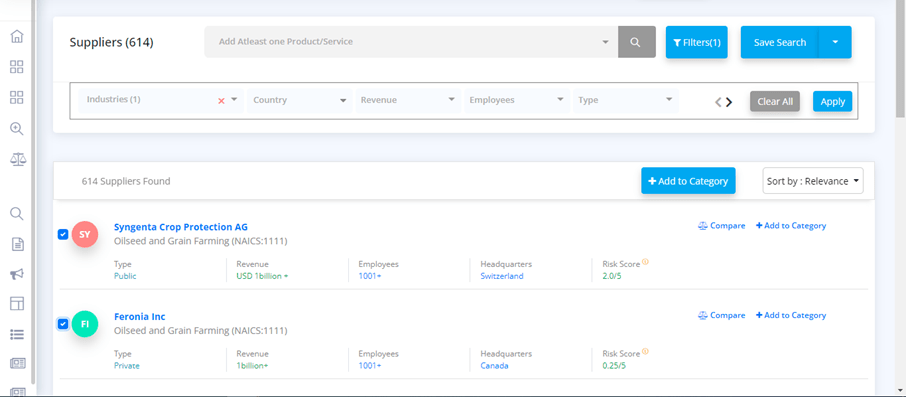 Suppliers (614)
Add Atleast one Product/Service
Filters(1)
Save Search
Industries (1)
Country
Revenue
Employees
Type
Clear All
Apply
614 Suppliers Found
Add to Category
Sort by : Relevance
SY
Syngenta Crop Protection AG
Compare
Add to Category
Oilseed and Grain Farming (NAICS:1111)
Type
Revenue
Employees
Headquarters
Risk Score
Public
USD 1billion +
1001+
Switzerland
2.0/5
FI
Feronia Inc
Compare
Add to Category
Oilseed and Grain Farming (NAICS:1111)
Type
Revenue
Employees
Headquarters
Risk Score
Private
1billion+
1001+
Canada
0.25/5